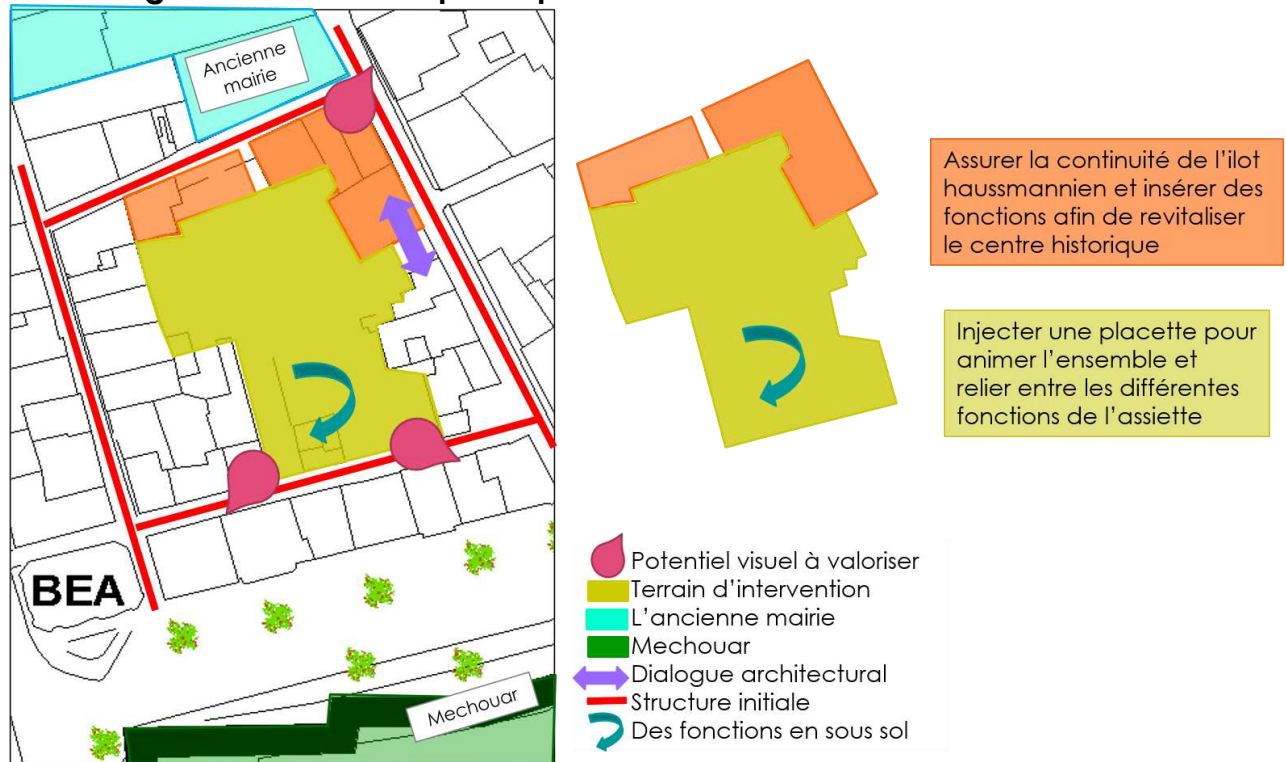 Ancienne
mairie
BEA
Mechouar
Assurer la continuité de l'ilot
haussmannien et insérer des
fonctions afin de revitaliser
le centre historique
Injecter une placette pour
animer l'ensemble et
relier entre les différentes
fonctions de l'assiette
Potentiel visuel à valoriser
Terrain d'intervention
L'ancienne mairie
Mechouar
Dialogue architectural
Structure initiale
Des fonctions en sous sol